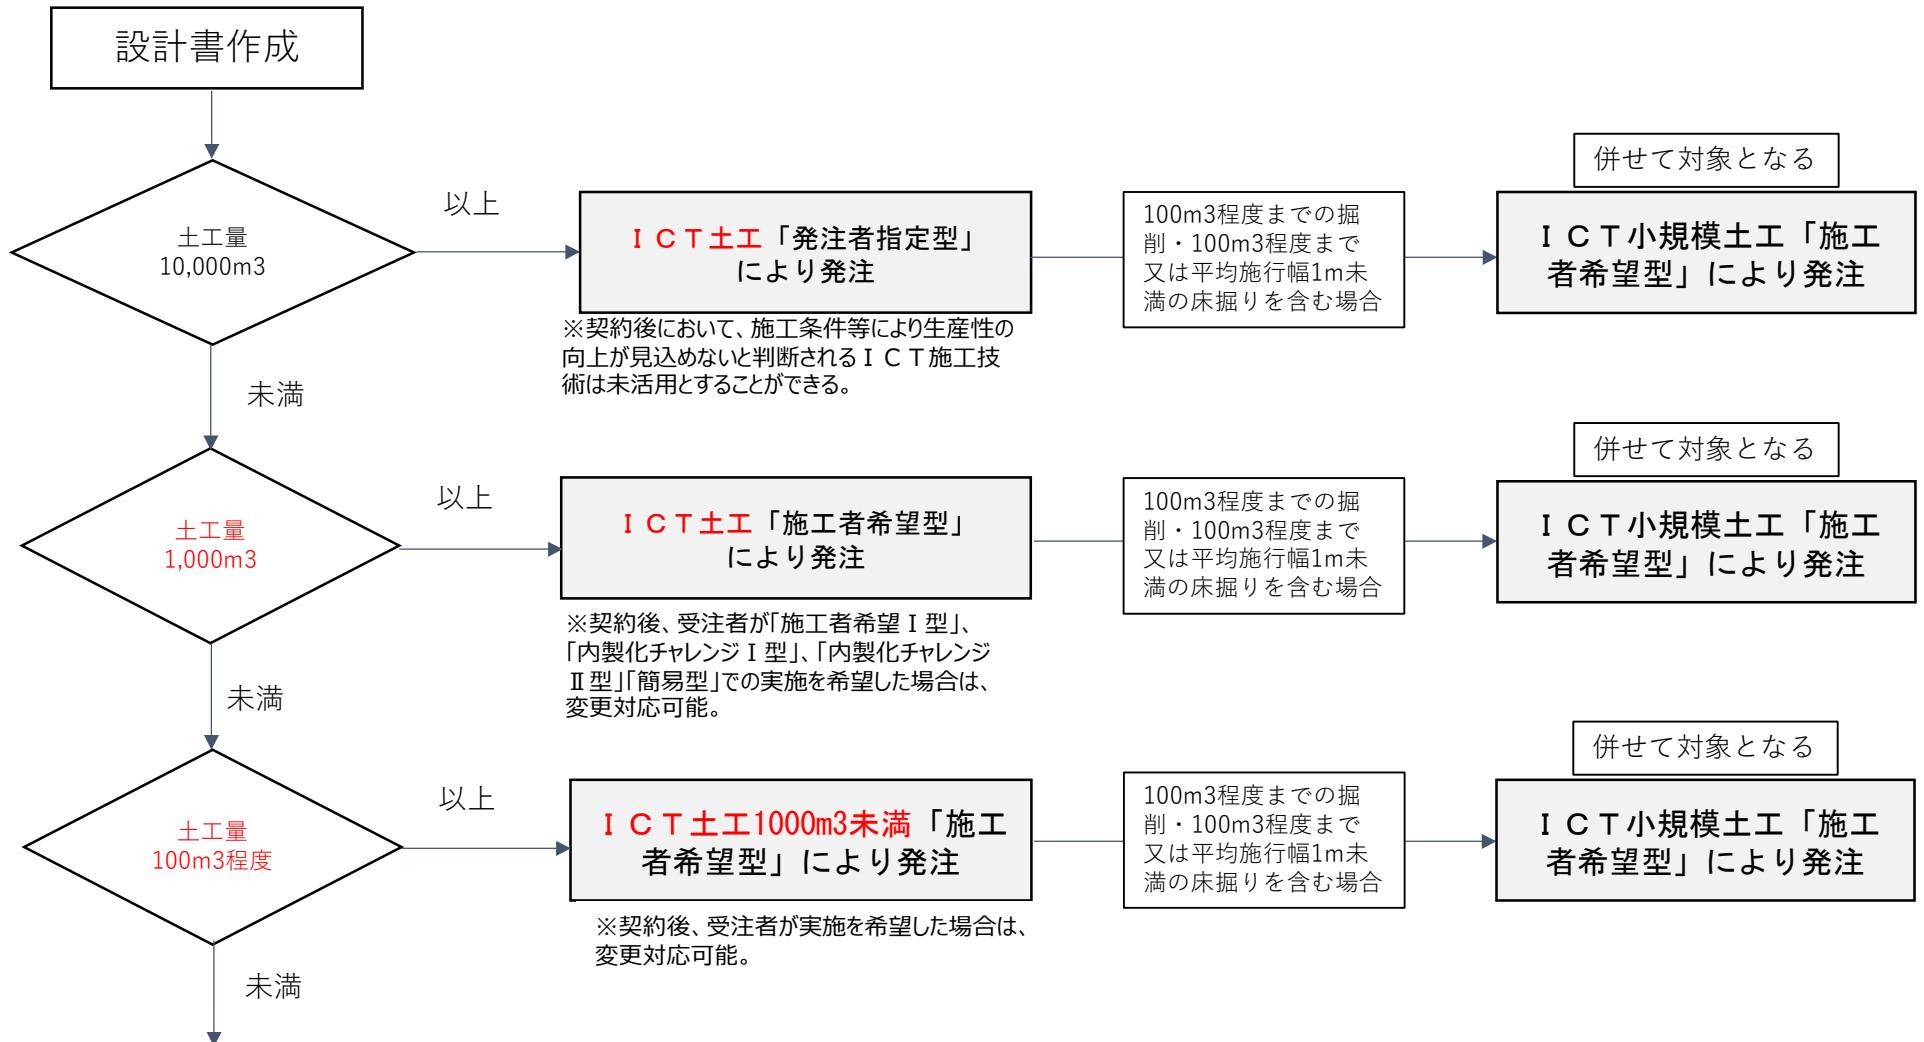 設計書作成
土工量
10,000m3
以上
ＩＣＴ土工「発注者指定型」
により発注
※契約後において、施工条件等により生産性の
向上が見込めないと判断されるＩＣＴ施工技
術は未活用とすることができる。
100m3程度までの掘
削・100m3程度まで
又は平均施行幅1m未
満の床掘りを含む場合
併せて対象となる
ＩＣＴ小規模土工「施工
者希望型」により発注
未満
土工量
1,000m3
以上
ＩＣＴ土工「施工者希望型」
により発注
※契約後、受注者が「施工者希望Ⅰ型」、
「内製化チャレンジⅠ型」、「内製化チャレンジ
Ⅱ型」「簡易型」での実施を希望した場合は、
変更対応可能。
100m3程度までの掘
削・100m3程度まで
又は平均施行幅1m未
満の床掘りを含む場合
併せて対象となる
ＩＣＴ小規模土工「施工
者希望型」により発注
未満
土工量
100m3程度
以上
ＩＣＴ土工1000m3未満「施工
者希望型」により発注
※契約後、受注者が実施を希望した場合は、
変更対応可能。
100m3程度までの掘
削・100m3程度まで
又は平均施行幅1m未
満の床掘りを含む場合
併せて対象となる
ＩＣＴ小規模土工「施工
者希望型」により発注
未満